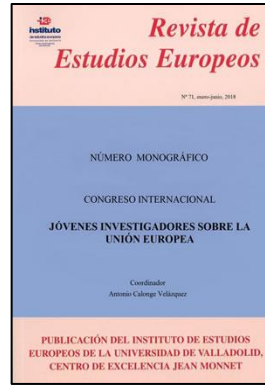 instituto
Revista de
Estudios Europeos
Nº 71, enero-junio, 2018
NÚMERO MONOGRÁFICO
CONGRESO INTERNACIONAL
JÓVENES INVESTIGADORES SOBRE LA
UNIÓN EUROPEA
Coordinador
Antonio Calonge Velázquez
PUBLICACIÓN DEL INSTITUTO DE ESTUDIOS
EUROPEOS DE LA UNIVERSIDAD DE VALLADOLID,
CENTRO DE EXCELENCIA JEAN MONNET